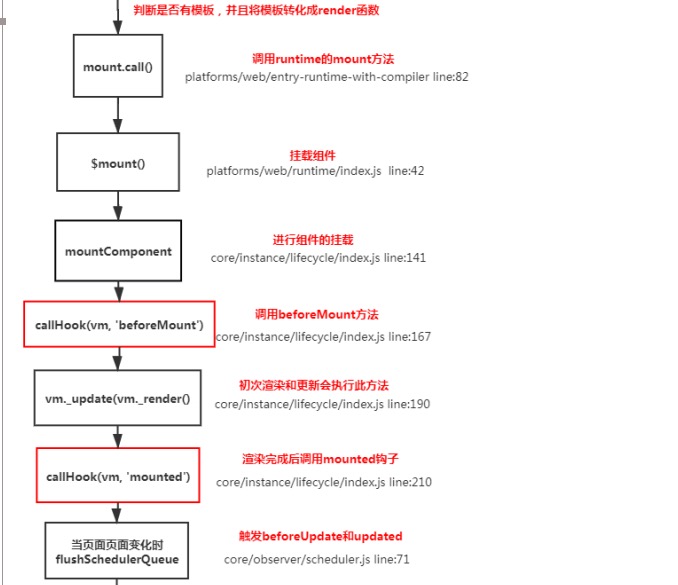 判断是否有模板，并且将模板转化成render函数
mount.call()
调用runtime的mount方法
platforms/web/entry-runtime-with-compiler line:82
$mount()
挂载组件
platforms/web/runtime/index.js line:42
mountComponent
进行组件的挂载
core/instance/lifecycle/index.js line:141
callHook(vm, 'beforeMount')
调用beforeMount方法
core/instance/lifecycle/index.js line:167
vm._update(vm._render()
初次渲染和更新会执行此方法
core/instance/lifecycle/index.js line:190
callHook(vm, 'mounted')
渲染完成后调用mounted钩子
core/instance/lifecycle/index.js line:210
当页面页面变化时
flushSchedulerQueue
触发beforeUpdate和updated
core/observer/scheduler.js line:71